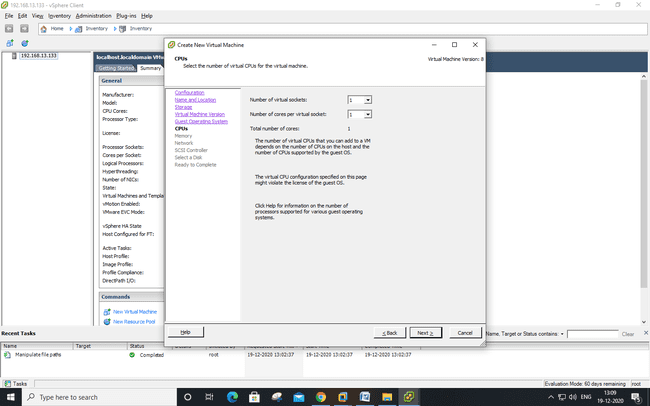 192.168.13.133 - vSphere Client
File Edit View Inventory Administration Plug-ins Help
Home Inventory Inventory
192.168.13.133
localhost.localdomain VMw
Getting Started Summary
General
Manufacturer:
Model:
CPU Cores:
Processor Type:
License:
Processor Sockets:
Cores per Socket:
Logical Processors:
Hyperthreading:
Number of NICs:
State:
Virtual Machines and Templa
vMotion Enabled:
VMware EVC Mode:
vSphere HA State
Host Configured for FT:
Active Tasks:
Host Profile:
Image Profile:
Profile Compliance:
DirectPath I/O:
Commands
New Virtual Machine
New Resource Pool
Create New Virtual Machine
CPUs
Select the number of virtual CPUs for the virtual machine.
Virtual Machine Version: 8
Configuration
Name and Location
Storage
Virtual Machine Version
Guest Operating System
CPUs
Memory
Network
SCSI Controller
Select a Disk
Ready to Complete
Number of virtual sockets: 1
Number of cores per virtual socket: 1
Total number of cores: 1
The number of virtual CPUs that you can add to a VM
depends on the number of CPUs on the host and the
number of CPUs supported by the guest OS.
The virtual CPU configuration specified on this page
might violate the license of the guest OS.
Click Help for information on the number of
processors supported for various guest operating
systems.
Help < Back Next > Cancel
Recent Tasks
Name, Target or Status contains: Clear
Name Target Status
Manipulate file paths Completed root 19-12-2020 13:02:37 19-12-2020 13:02:37 19-12-2020 13:02:37
Tasks Evaluation Mode: 60 days remaining root
Type here to search
ENG
13:09
19-12-2020